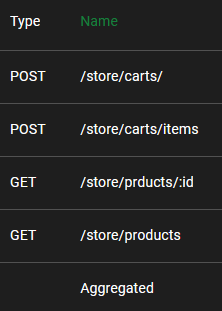 Type Name
POST /store/carts/
POST /store/carts/items
GET /store/prducts/:id
GET /store/products
Aggregated